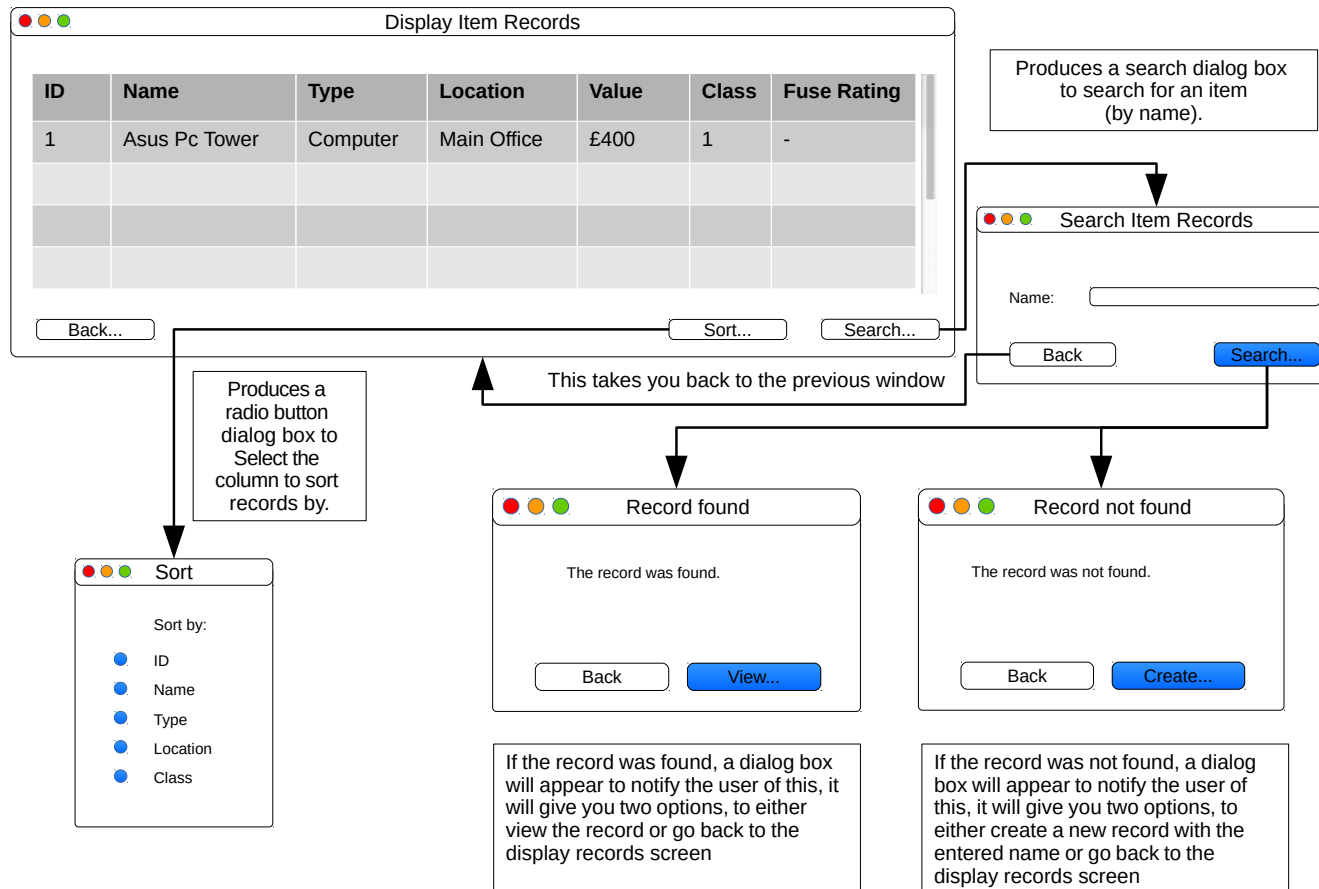 Display Item Records
ID Name Type Location Value Class Fuse Rating
1 Asus Pc Tower Computer Main Office £400 1 -
Back... Sort... Search...
Produces a search dialog box
to search for an item
(by name).
Search Item Records
Name:
Back Search...
This takes you back to the previous window
Produces a
radio button
dialog box to
Select the
column to sort
records by.
Sort
Sort by:
ID
Name
Type
Location
Class
Record found
The record was found.
Back View...
If the record was found, a dialog box
will appear to notify the user of this, it
will give you two options, to either
view the record or go back to the
display records screen
Record not found
The record was not found.
Back Create...
If the record was not found, a dialog
box will appear to notify the user of
this, it will give you two options, to
either create a new record with the
entered name or go back to the
display records screen